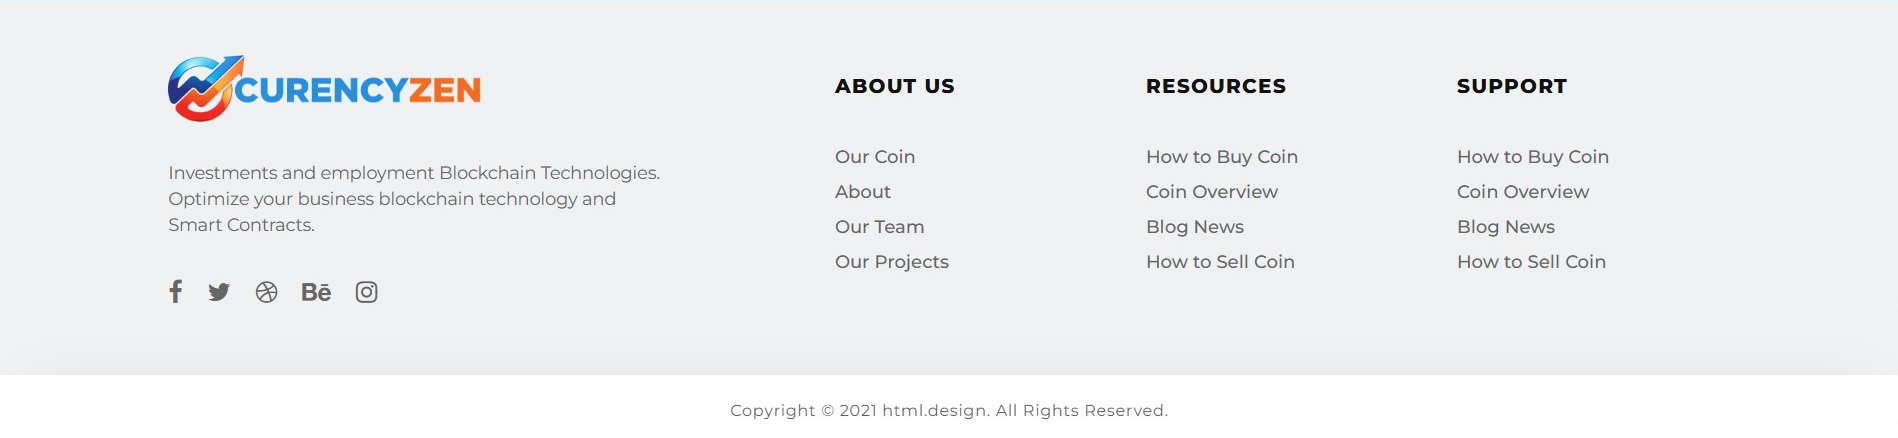 CURENCYZEN
Investments and employment Blockchain Technologies.
Optimize your business blockchain technology and
Smart Contracts.
Bē
ABOUT US
Our Coin
About
Our Team
Our Projects
RESOURCES
How to Buy Coin
Coin Overview
Blog News
How to Sell Coin
SUPPORT
How to Buy Coin
Coin Overview
Blog News
How to Sell Coin
Copyright © 2021 html.design. All Rights Reserved.